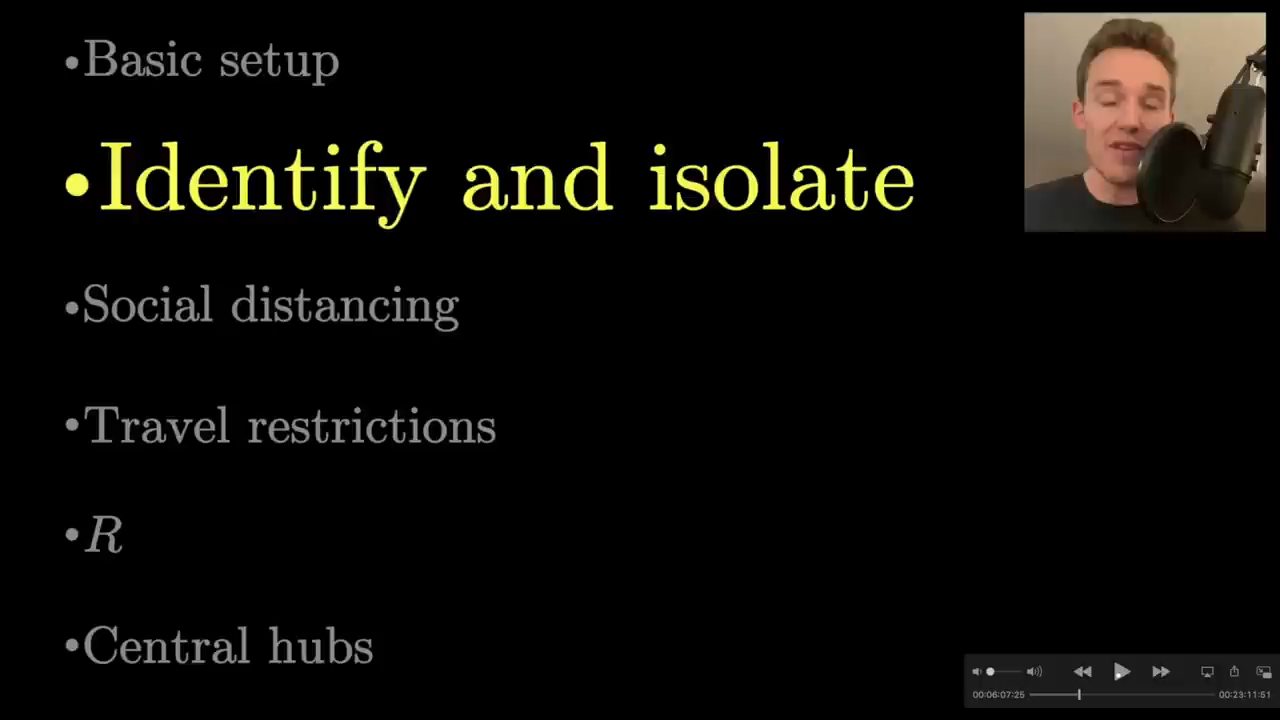 •Basic setup
•Identify and isolate
•Social distancing
•Travel restrictions
•R
•Central hubs
00:06:07:25
00:23:11:51